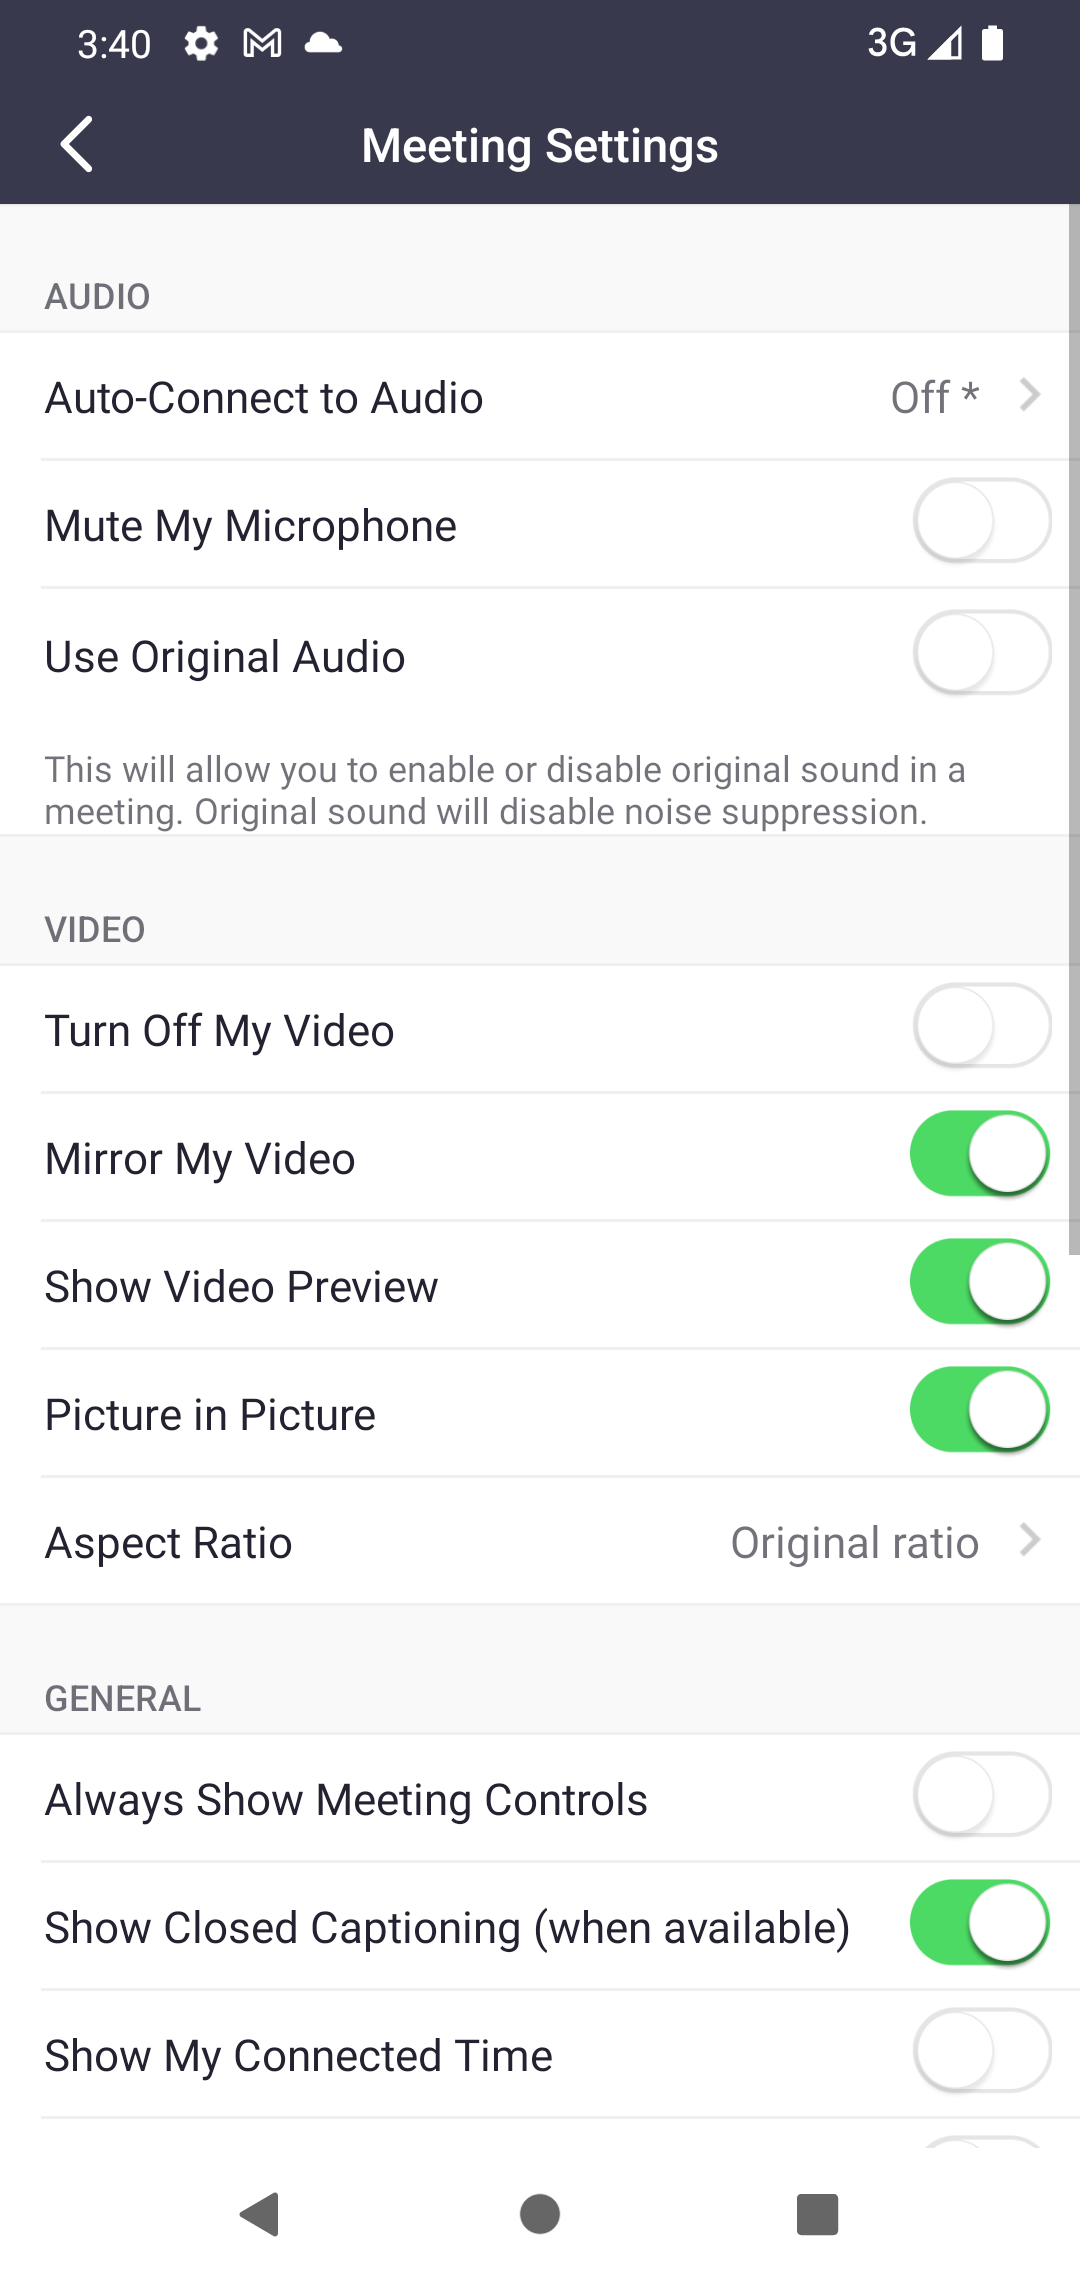 3:40
3G
Meeting Settings
AUDIO
Auto-Connect to Audio
Off *
Mute My Microphone
Use Original Audio
This will allow you to enable or disable original sound in a
meeting. Original sound will disable noise suppression.
VIDEO
Turn Off My Video
Mirror My Video
Show Video Preview
Picture in Picture
Aspect Ratio
Original ratio
GENERAL
Always Show Meeting Controls
Show Closed Captioning (when available)
Show My Connected Time